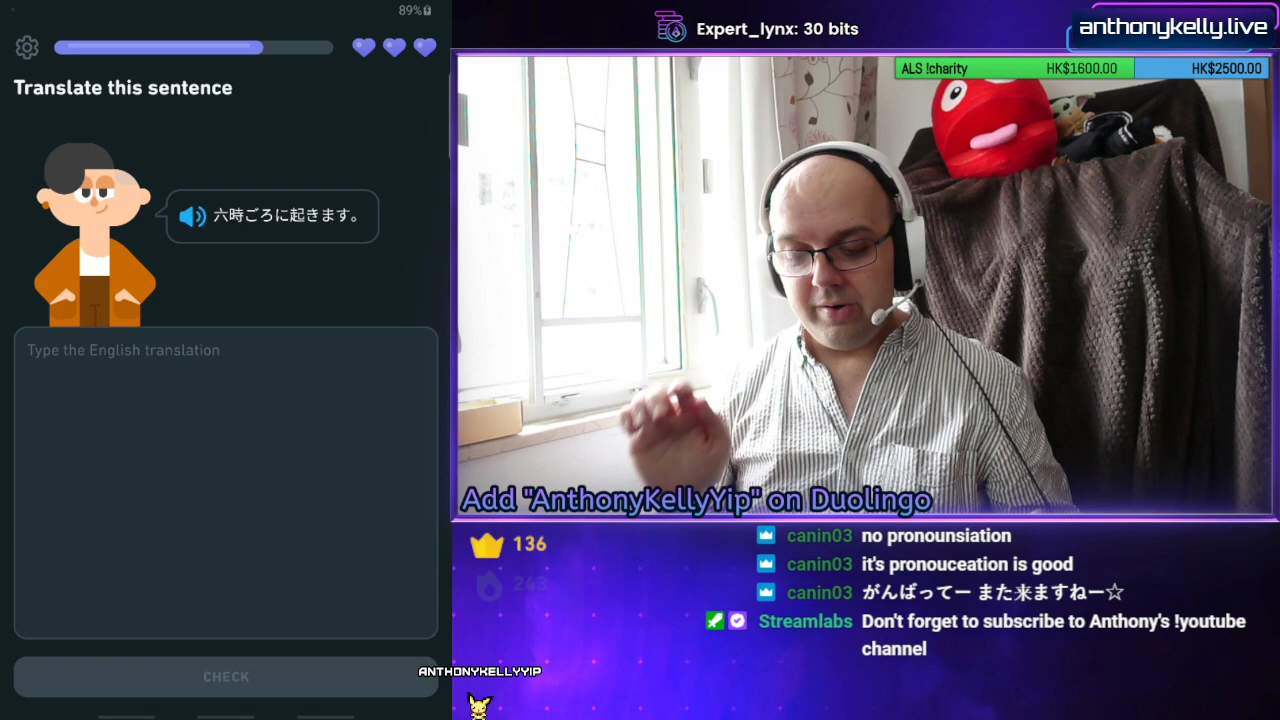 89%
Translate this sentence
六時ごろに起きます。
Type the English translation
CHECK
Expert_lynx: 30 bits
anthonykelly.live
ALS !charity HK$1600.00 HK$2500.00
Add "AnthonyKellyYip" on Duolingo
136
243
canin03 no pronounsiation
canin03 it's pronouceation is good
canin03 がんばってー また来ますねー☆
Streamlabs Don't forget to subscribe to Anthony's !youtube
channel
ANTHONYKELLYYIP